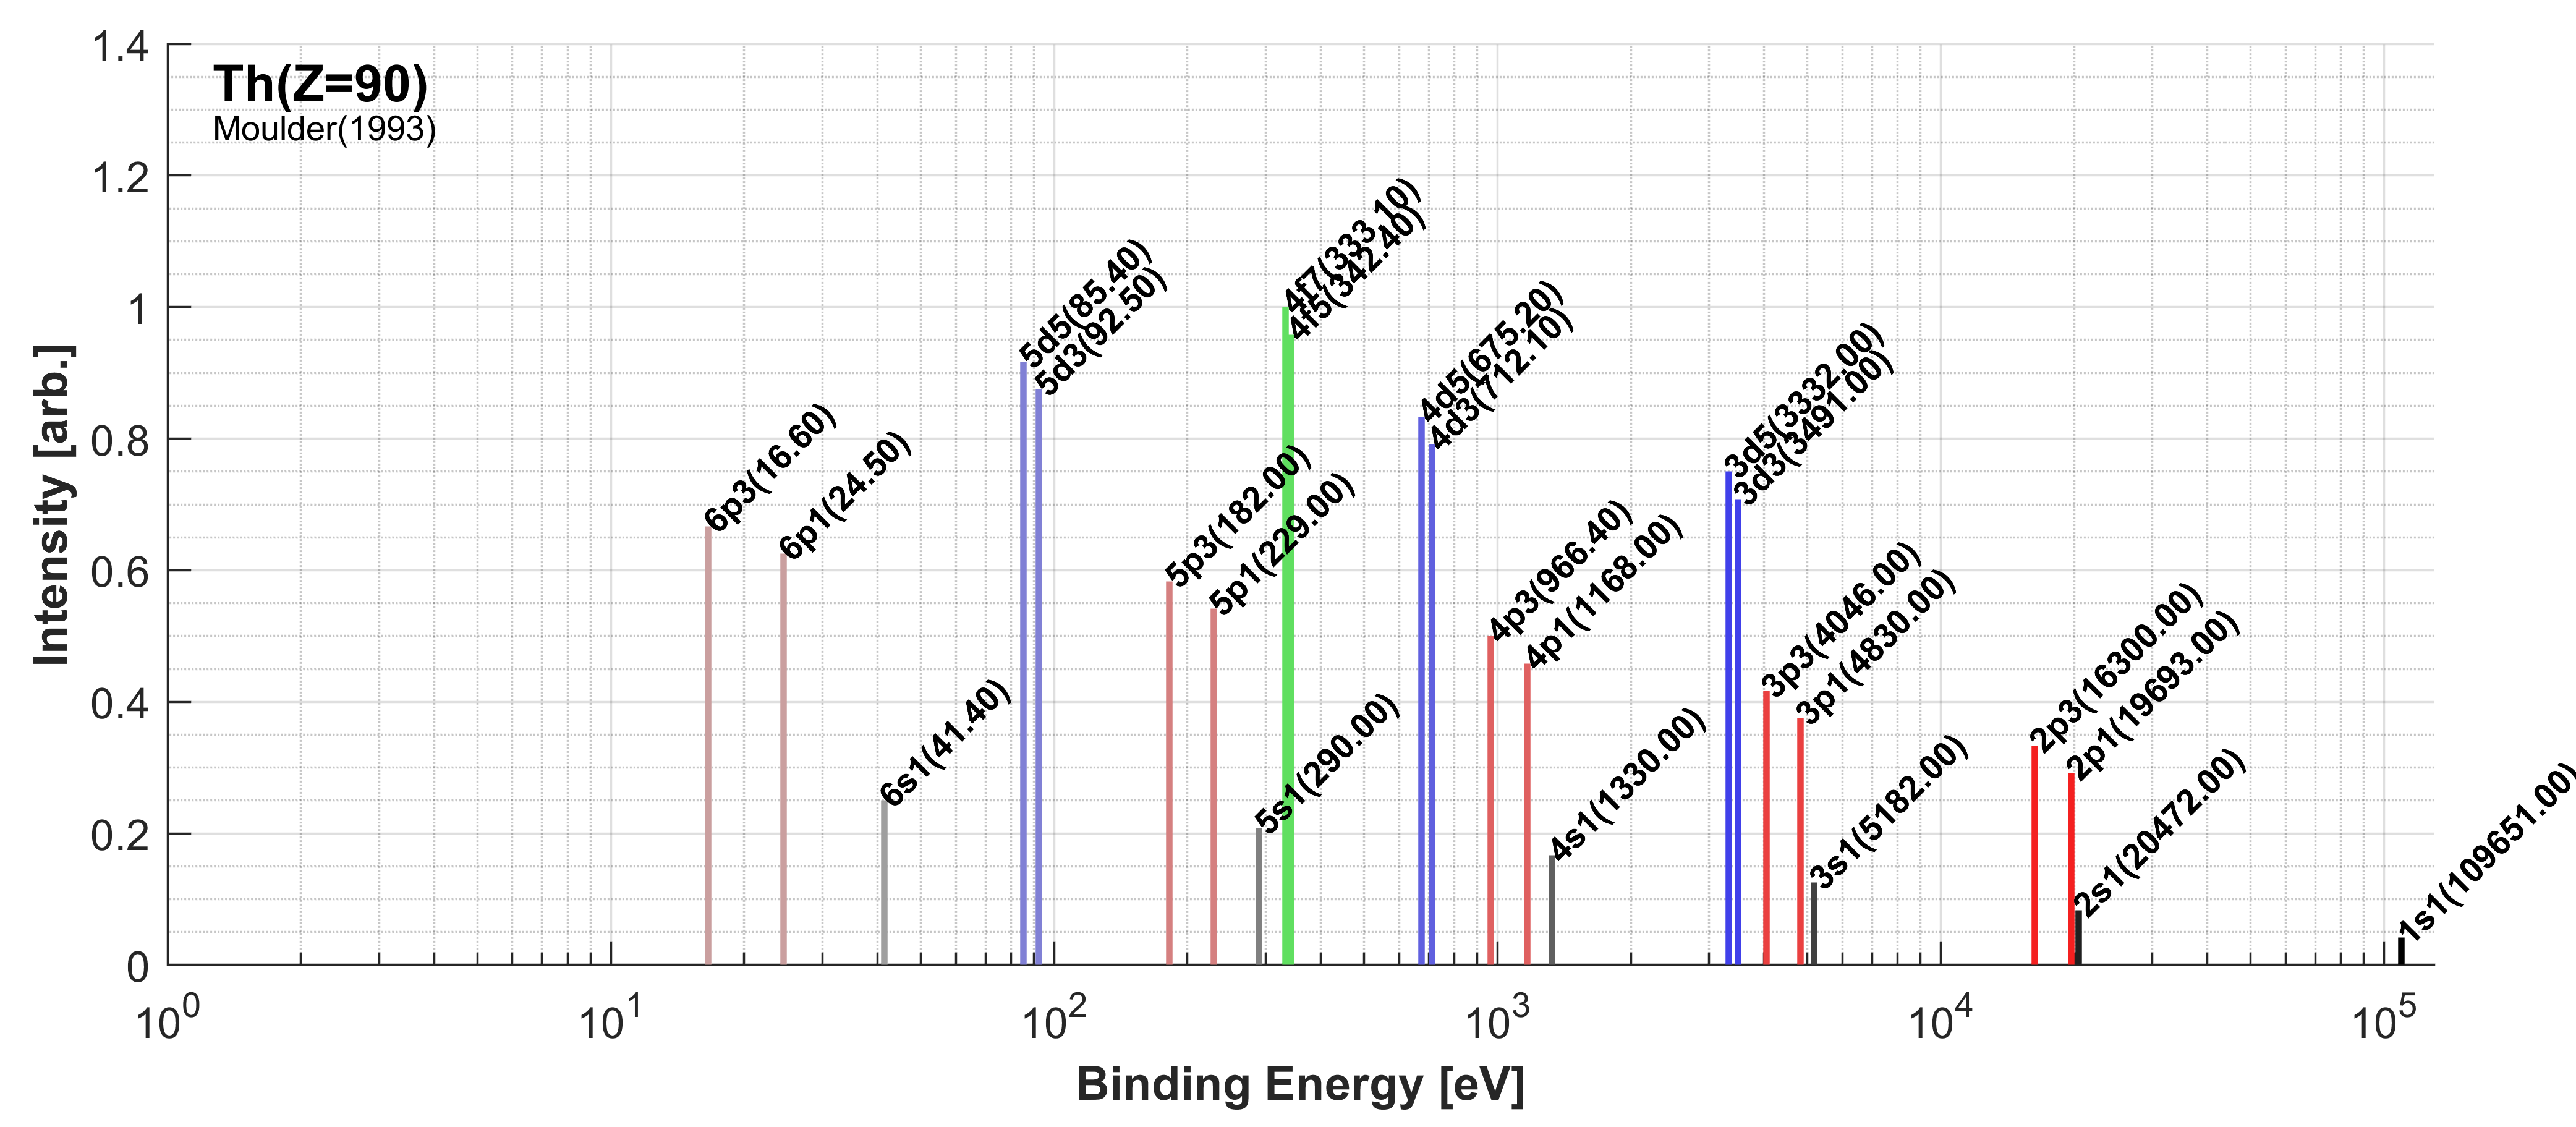 Th(Z=90)
Moulder(1993)
1.4
1.2
1
0.8
0.6
0.4
0.2
0
Intensity [arb.]
6p3(16.60)
6p1(24.50)
6s1(41.40)
5d5(85.40)
5d3(92.50)
5p3(182.00)
5p1(229.00)
5s1(290.00)
4f7(333.10)
4f5(342.40)
4d5(675.20)
4d3(712.10)
4p3(966.40)
4p1(1168.00)
4s1(1330.00)
3d5(3332.00)
3d3(3491.00)
3p3(4046.00)
3p1(4830.00)
3s1(5182.00)
2p3(16300.00)
2p1(19693.00)
2s1(20472.00)
1s1(109651.00)
10^0 10^1 10^2 10^3 10^4 10^5
Binding Energy [eV]